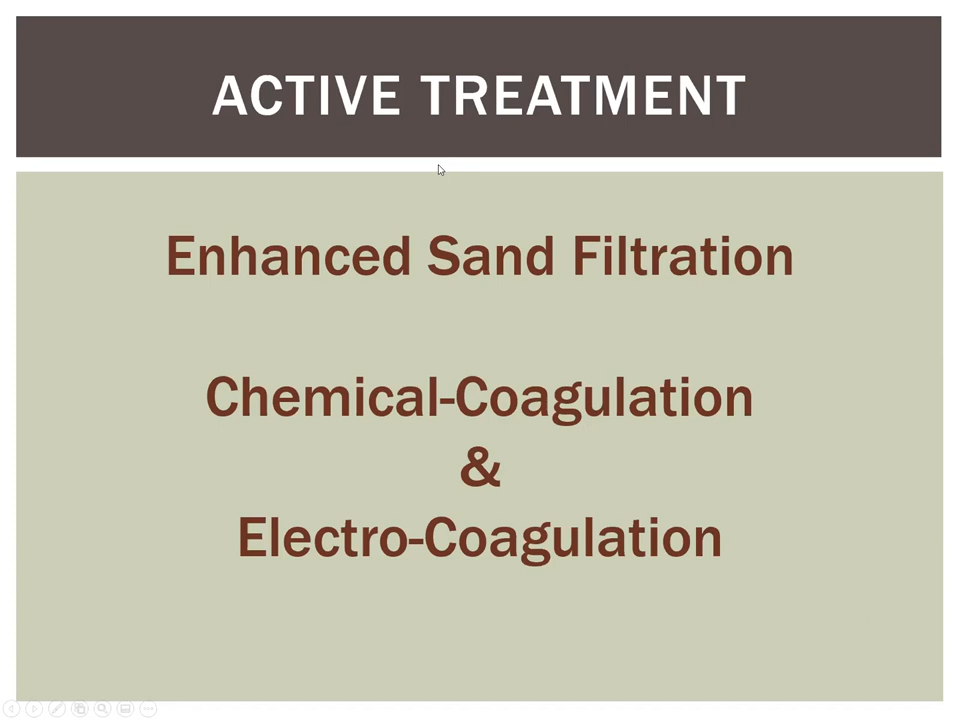 ACTIVE TREATMENT
Enhanced Sand Filtration
Chemical-Coagulation
&
Electro-Coagulation